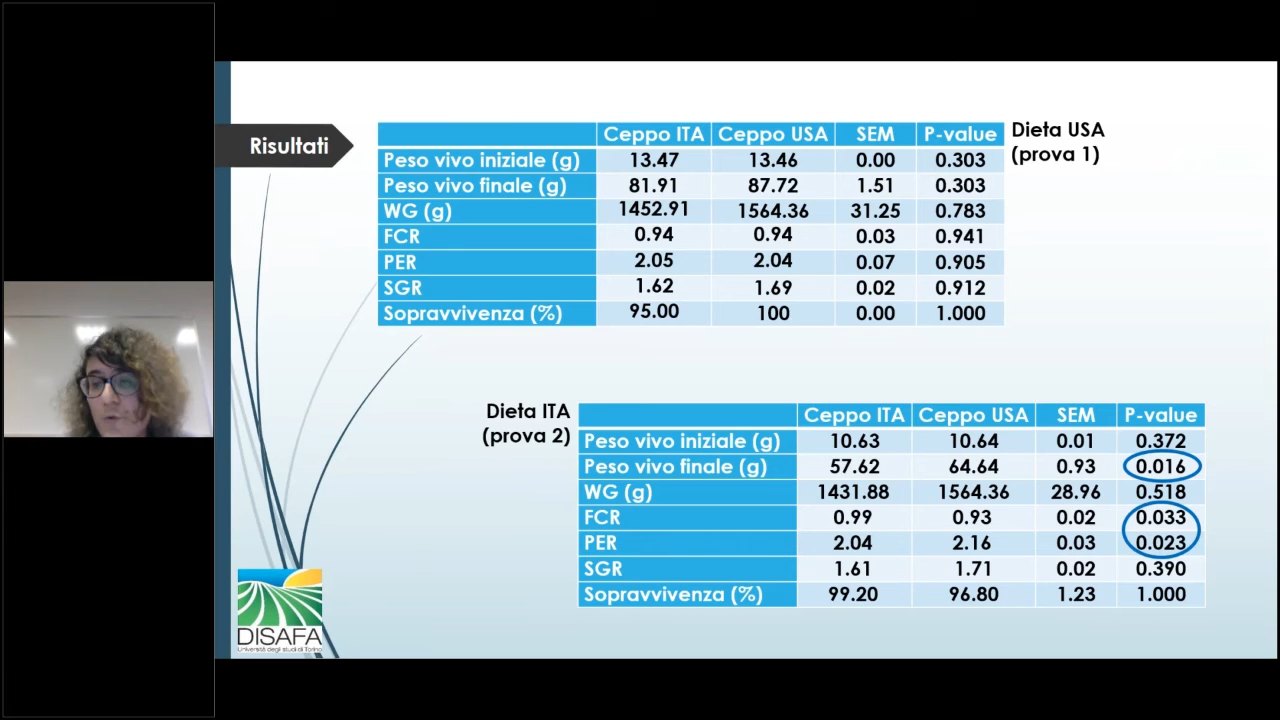 Risultati
Ceppo ITA Ceppo USA SEM P-value
Peso vivo iniziale (g) 13.47 13.46 0.00 0.303
Peso vivo finale (g) 81.91 87.72 1.51 0.303
WG (g) 1452.91 1564.36 31.25 0.783
FCR 0.94 0.94 0.03 0.941
PER 2.05 2.04 0.07 0.905
SGR 1.62 1.69 0.02 0.912
Sopravvivenza (%) 95.00 100 0.00 1.000
Dieta USA
(prova 1)
Dieta ITA
(prova 2)
Ceppo ITA Ceppo USA SEM P-value
Peso vivo iniziale (g) 10.63 10.64 0.01 0.372
Peso vivo finale (g) 57.62 64.64 0.93 0.016
WG (g) 1431.88 1564.36 28.96 0.518
FCR 0.99 0.93 0.02 0.033
PER 2.04 2.16 0.03 0.023
SGR 1.61 1.71 0.02 0.390
Sopravvivenza (%) 99.20 96.80 1.23 1.000
DISAFA
Università degli studi di Torino